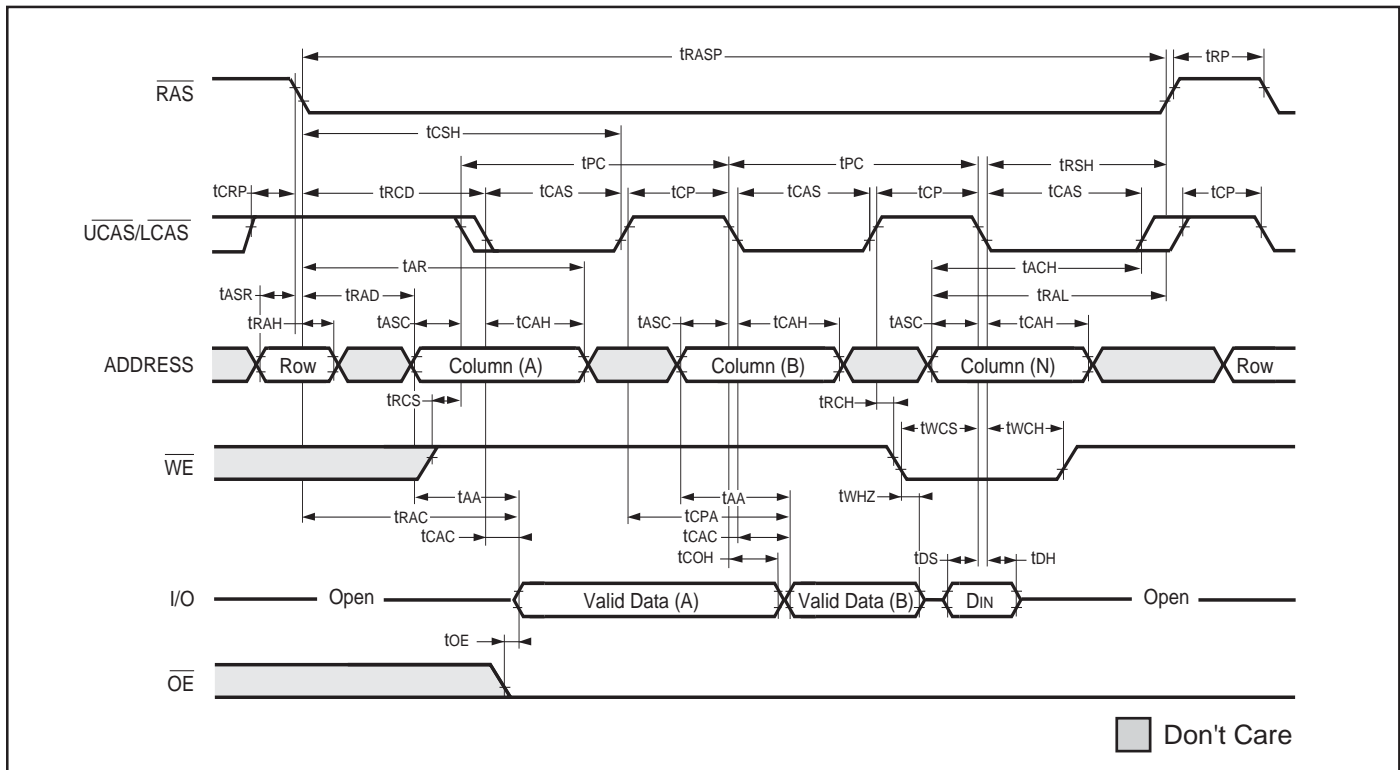 tRASP tRP
RAS
tCSH
tPC tPC tRSH
tCRP tRCD tCAS tCP tCAS tCP tCAS tCP
UCAS/LCAS
tAR tACH
tASR tRAD tRAL
tRAH tASC tCAH tASC tCAH tASC tCAH
ADDRESS Row Column (A) Column (B) Column (N) Row
tRCS tRCH
tWCS tWCH
WE
tAA tAA tWHZ
tRAC tCPA
tCAC tCAC
tCOH tDS tDH
I/O Open Valid Data (A) Valid Data (B) DIN Open
tOE
OE
Don't Care